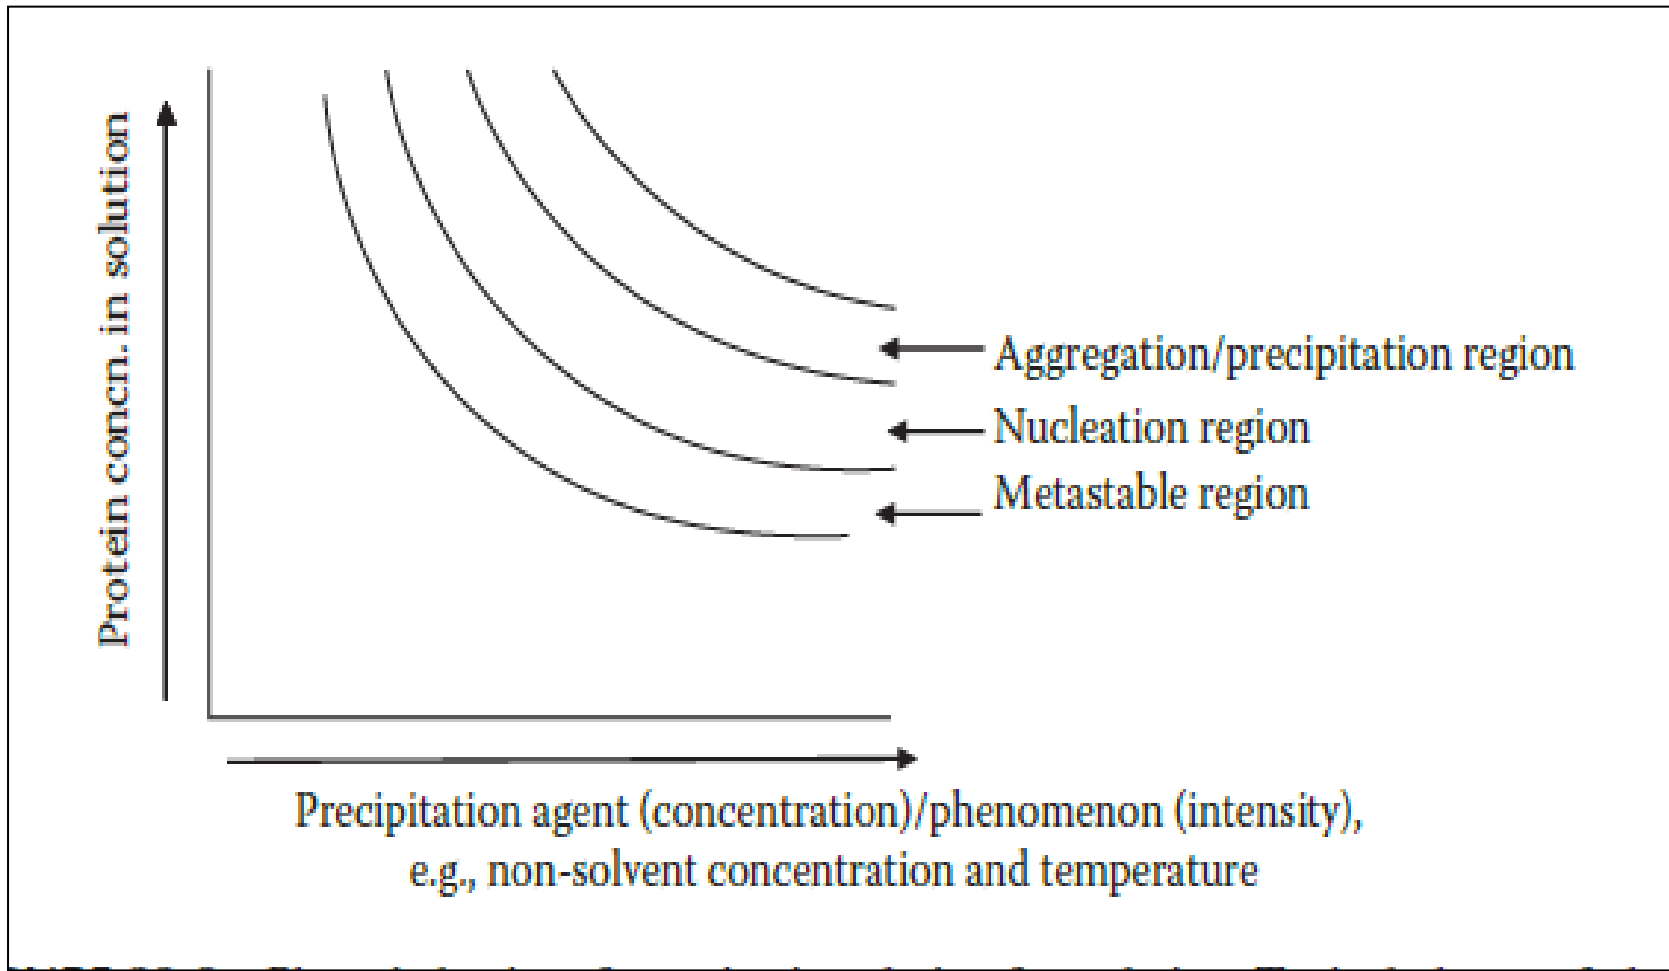 Protein concn. in solution
Aggregation/precipitation region
Nucleation region
Metastable region
Precipitation agent (concentration)/phenomenon (intensity),
e.g., non-solvent concentration and temperature